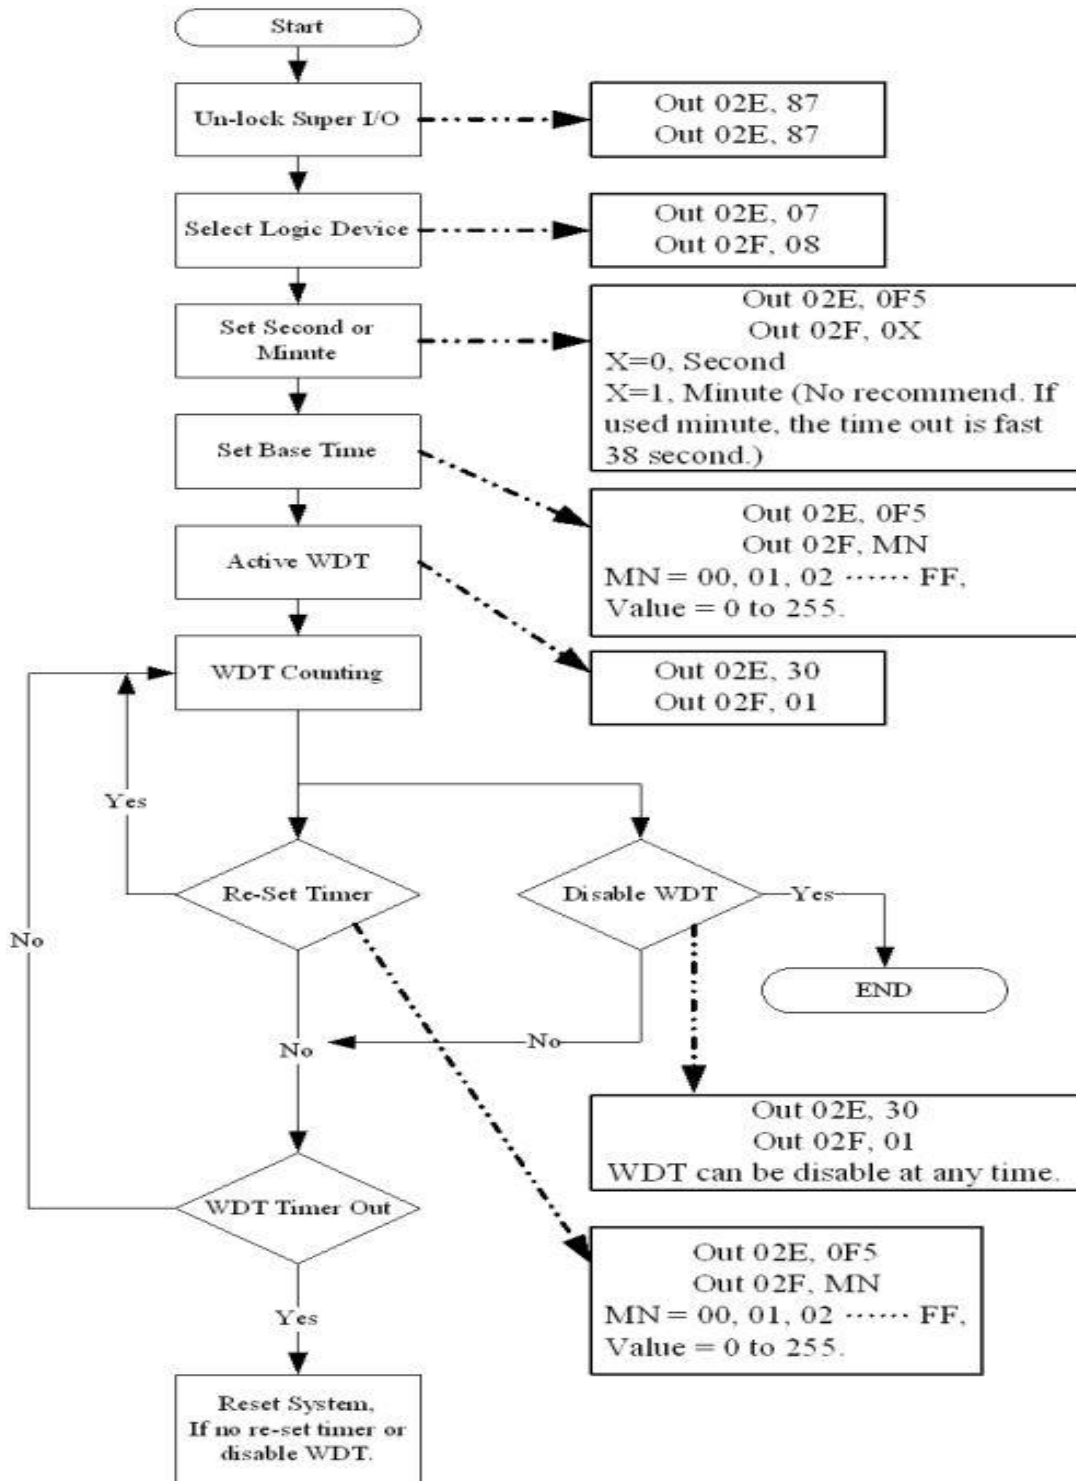 Start
Un-lock Super I/O
Out 02E, 87
Out 02E, 87
Select Logic Device
Out 02E, 07
Out 02F, 08
Set Second or
Minute
Out 02E, 0F5
Out 02F, 0X
X=0, Second
X=1, Minute (No recommend. If
used minute, the time out is fast
38 second.)
Set Base Time
Out 02E, 0F5
Out 02F, MN
MN = 00, 01, 02 ······ FF,
Value = 0 to 255.
Active WDT
Out 02E, 30
Out 02F, 01
WDT Counting
Yes
Re-Set Timer
Disable WDT
Yes
No
END
No
No
Out 02E, 30
Out 02F, 01
WDT can be disable at any time.
WDT Timer Out
Out 02E, 0F5
Out 02F, MN
MN = 00, 01, 02 ······ FF,
Value = 0 to 255.
Yes
Reset System,
If no re-set timer or
disable WDT.